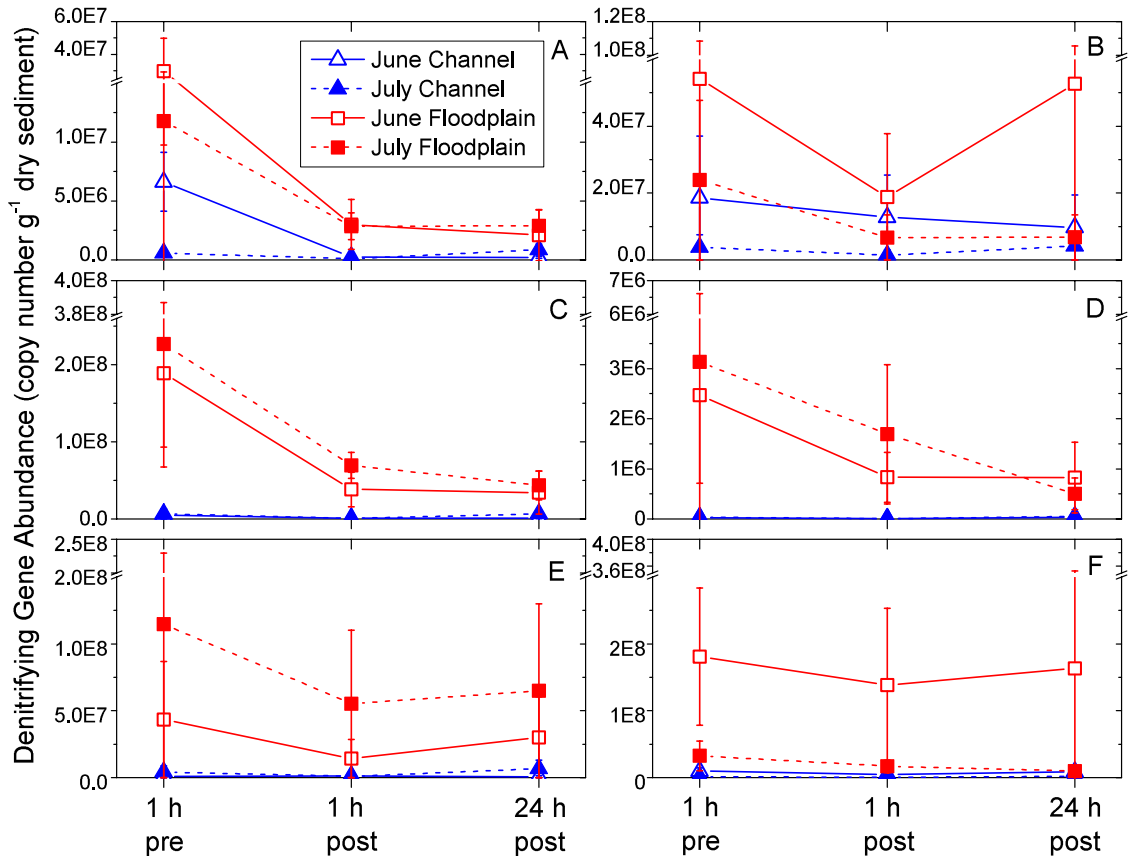 Denitrifying Gene Abundance (copy number g⁻¹ dry sediment)
6.0E7
4.0E7
1.0E7
5.0E6
0.0
A
June Channel
July Channel
June Floodplain
July Floodplain
1.2E8
1.0E8
4.0E7
2.0E7
0.0
B
4.0E8
3.8E8
2.0E8
1.0E8
0.0
C
7E6
6E6
3E6
2E6
1E6
0
D
2.5E8
2.0E8
1.0E8
5.0E7
0.0
E
4.0E8
3.6E8
2E8
1E8
0
F
1 h
pre
1 h
post
24 h
post
1 h
pre
1 h
post
24 h
post